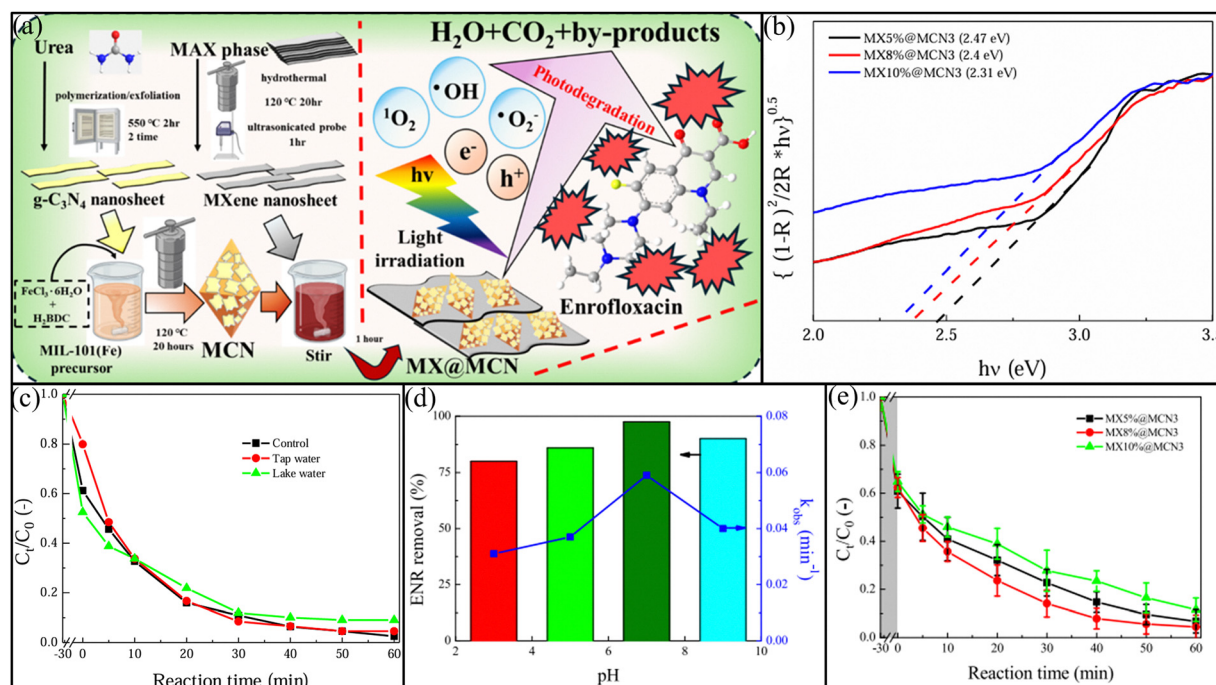 (a)
Urea
MAX phase
polymerization/exfoliation
550 ℃ 2hr
2 time
hydrothermal
120 ℃ 20hr
ultrasonicated probe
1hr
g-C₃N₄ nanosheet
MXene nanosheet
FeCl₃·6H₂O
+
H₂BDC
MIL-101(Fe)
precursor
120 ℃
20 hours
MCN
Stir
1 hour
MX@MCN
H₂O+CO₂+by-products
Photodegradation
•OH
¹O₂
•O₂⁻
e⁻
h⁺
hν
Light
irradiation
Enrofloxacin
(b)
MX5%@MCN3 (2.47 eV)
MX8%@MCN3 (2.4 eV)
MX10%@MCN3 (2.31 eV)
{ (1-R )²/2R *hν}⁰·⁵
2.0 2.5 3.0 3.5
hν (eV)
(c)
Control
Tap water
Lake water
Cₜ/C₀ (-)
1.0
0.8
0.6
0.4
0.2
0.0
-30 0 10 20 30 40 50 60
Reaction time (min)
(d)
ENR removal (%)
100
75
50
25
0
kobs (min⁻¹)
0.08
0.06
0.04
0.02
0.00
2 4 6 8 10
pH
(e)
MX5%@MCN3
MX8%@MCN3
MX10%@MCN3
Cₜ/C₀ (-)
1.0
0.8
0.6
0.4
0.2
0.0
-30 0 10 20 30 40 50 60
Reaction time (min)